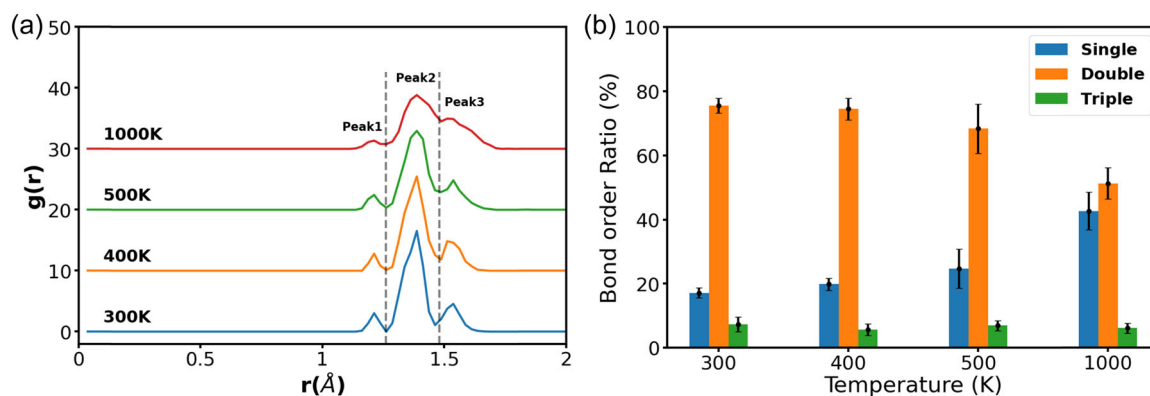 (a)
50
40
30
20
10
0
g(r)
1000K
500K
400K
300K
Peak1
Peak2
Peak3
0
0.5
1
1.5
2
r(Å)
(b)
100
80
60
40
20
0
Bond order Ratio (%)
Single
Double
Triple
300
400
500
1000
Temperature (K)